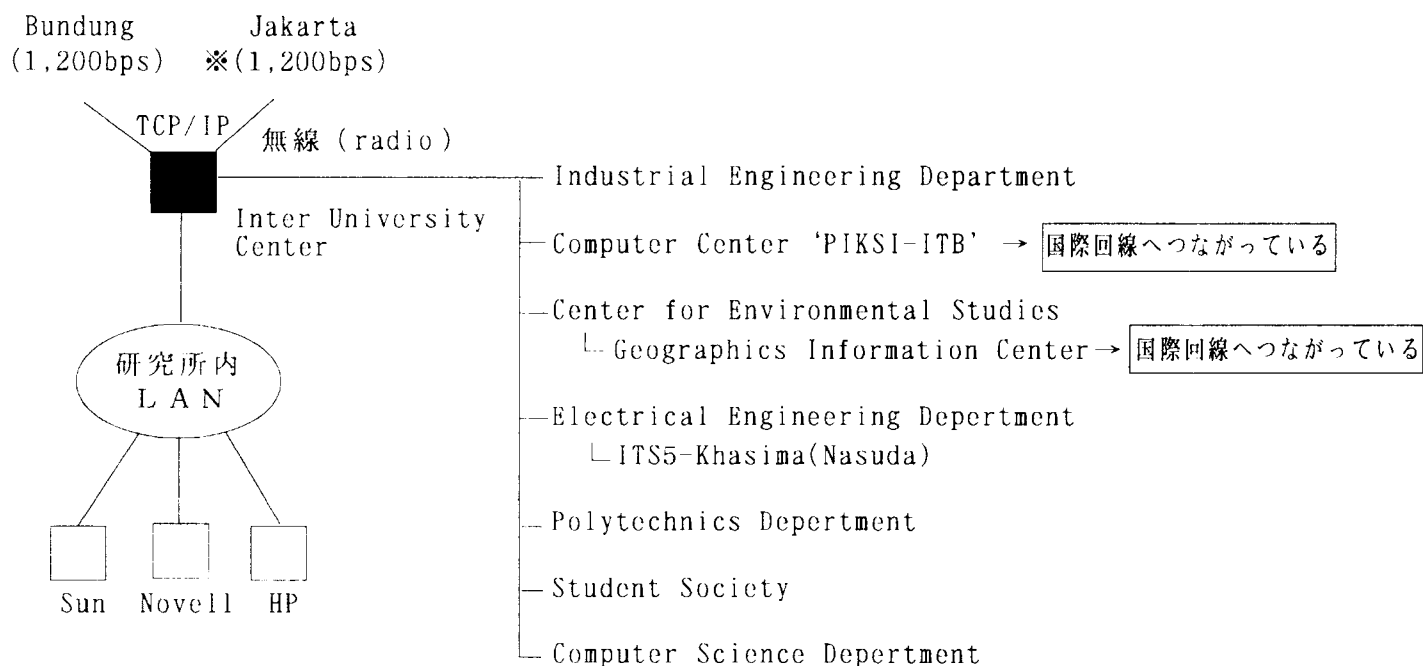 Bundung
(1,200bps)
Jakarta
※(1,200bps)
TCP/IP
無線 (radio)
Inter University
Center
Industrial Engineering Department
Computer Center 'PIKSI-ITB' → 国際回線へつながっている
Center for Environmental Studies
Geographics Information Center→ 国際回線へつながっている
Electrical Engineering Depertment
ITS5-Khasima(Nasuda)
Polytechnics Depertment
Student Society
Computer Science Depertment
研究所内
LAN
Sun
Novell
HP